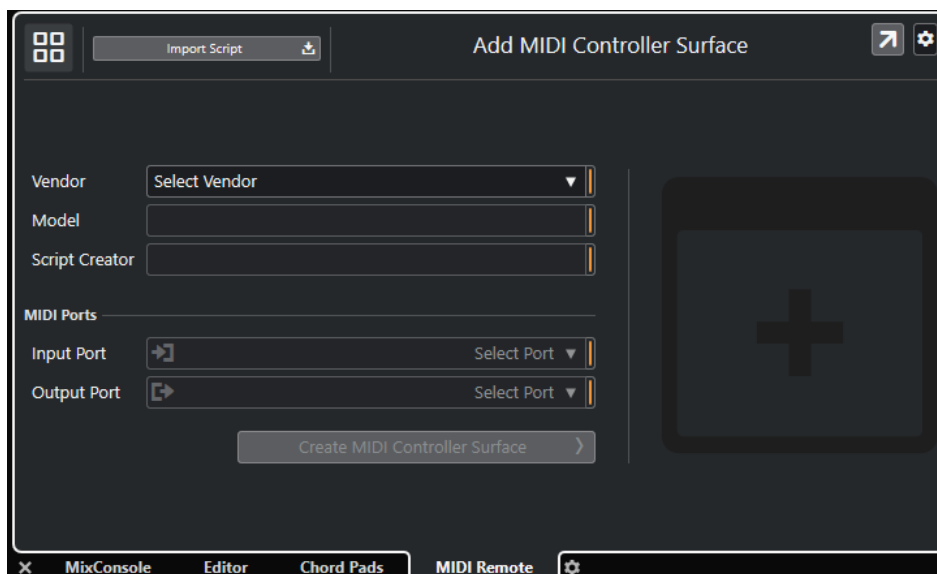 Import Script
Add MIDI Controller Surface
Vendor
Select Vendor
Model
Script Creator
MIDI Ports
Input Port
Select Port
Output Port
Select Port
Create MIDI Controller Surface
MixConsole
Editor
Chord Pads
MIDI Remote